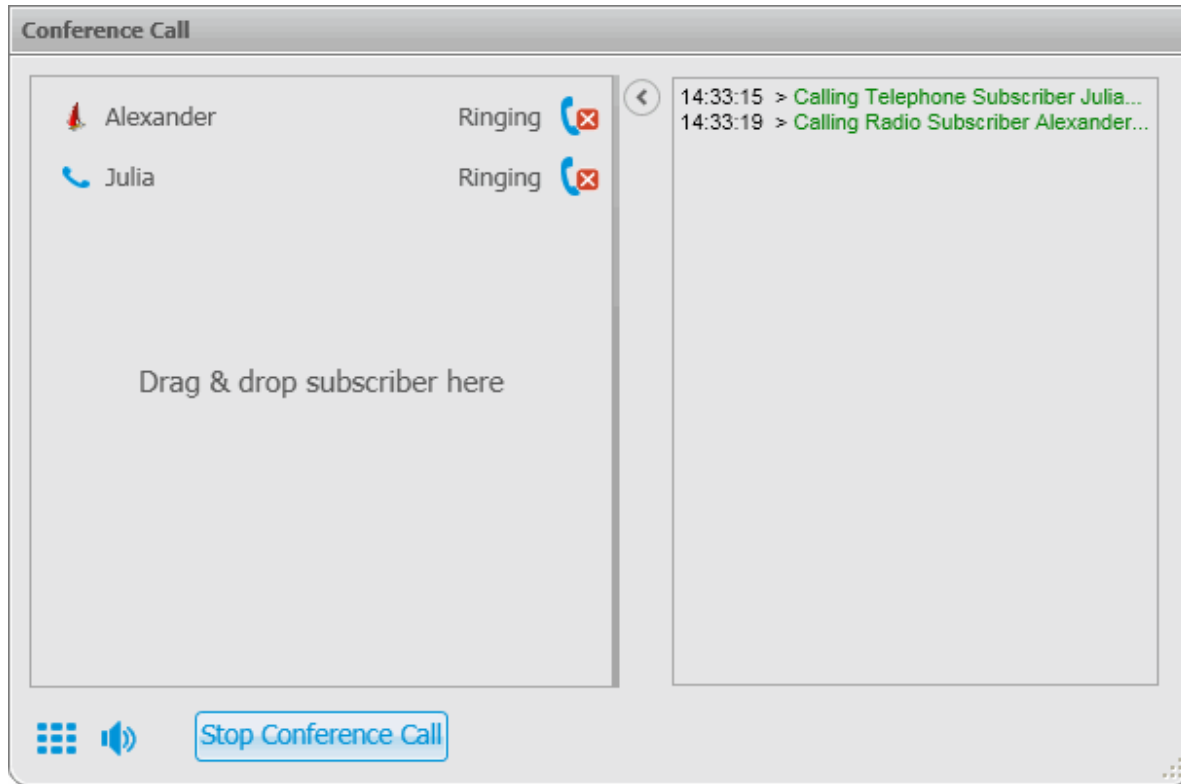 Conference Call
Alexander Ringing
Julia Ringing
Drag & drop subscriber here
14:33:15 > Calling Telephone Subscriber Julia...
14:33:19 > Calling Radio Subscriber Alexander...
Stop Conference Call